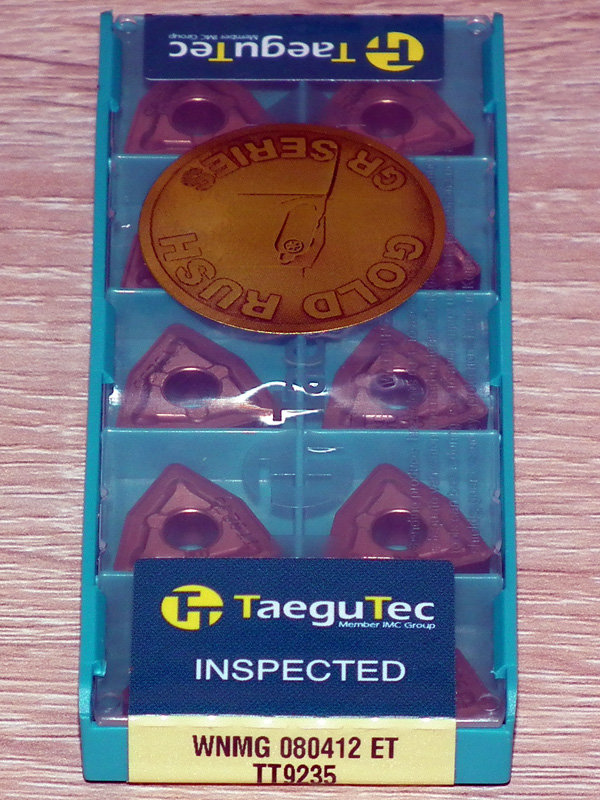 TaeguTec
Member IMC Group
GR SERIES
GOLD RUSH
TaeguTec
Member IMC Group
INSPECTED
WNMG 080412 ET
TT9235